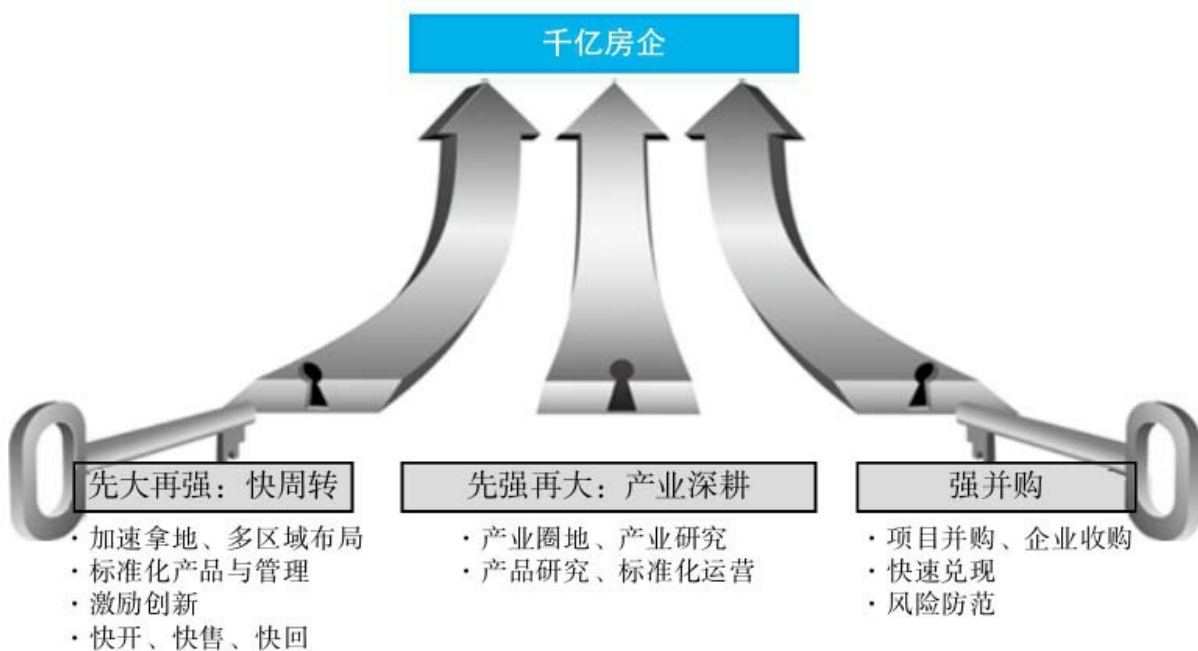 千亿房企
先大再强：快周转
· 加速拿地、多区域布局
· 标准化产品与管理
· 激励创新
· 快开、快售、快回
先强再大：产业深耕
· 产业圈地、产业研究
· 产品研究、标准化运营
强并购
· 项目并购、企业收购
· 快速兑现
· 风险防范